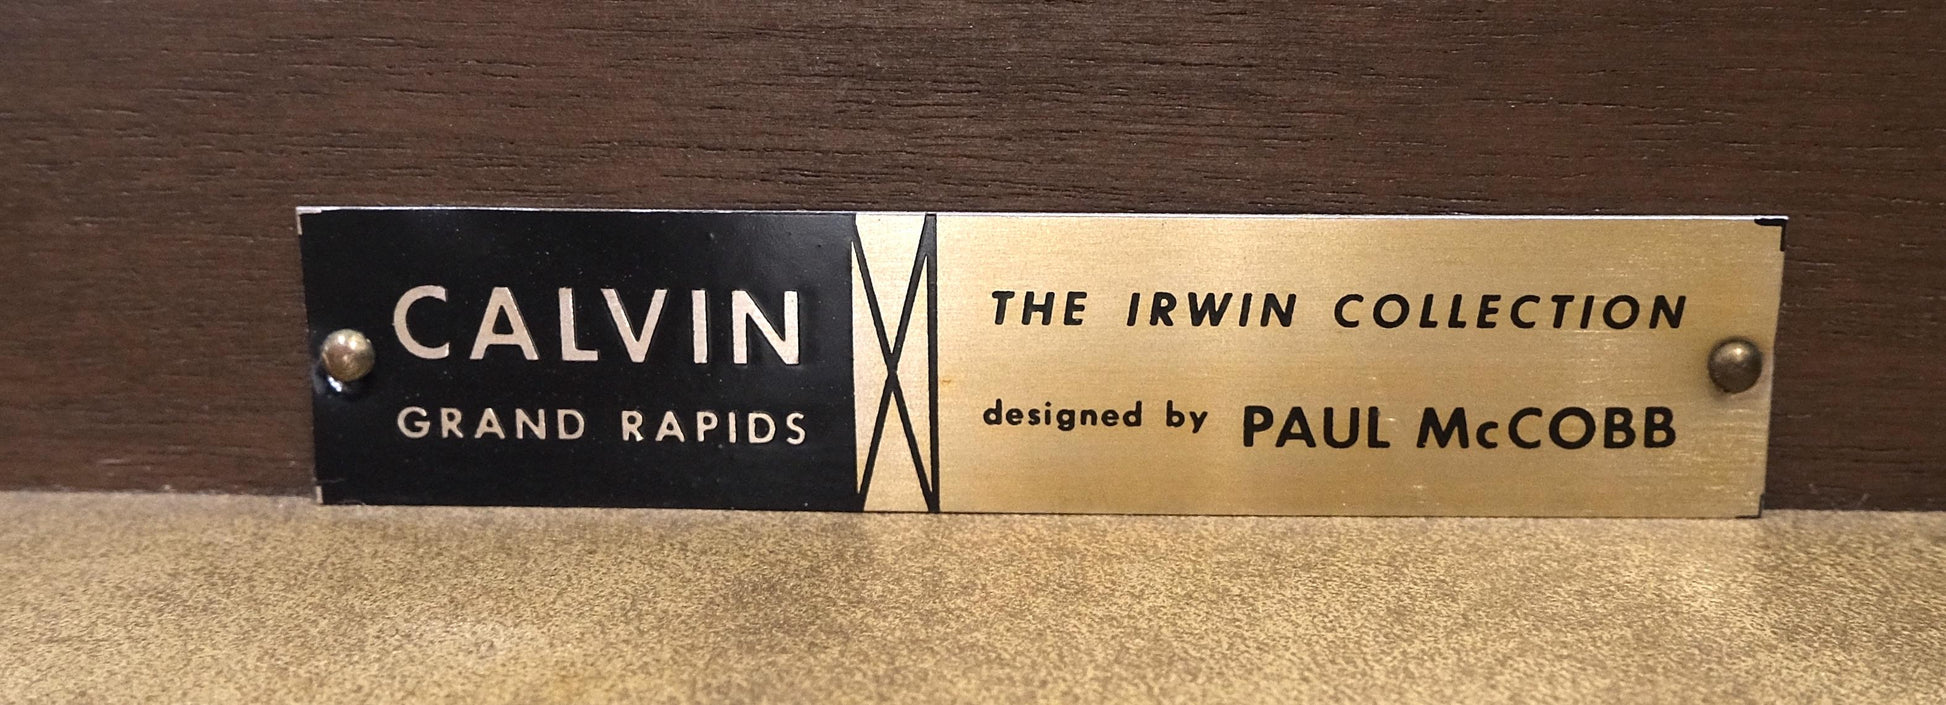 CALVIN
GRAND RAPIDS
THE IRWIN COLLECTION
designed by PAUL McCOBB